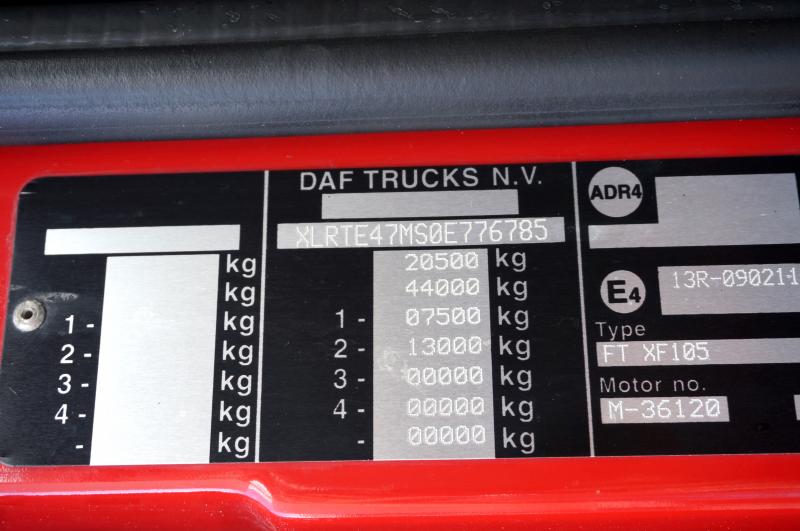 kg
kg
1 - kg
2 - kg
3 - kg
4 - kg
- kg
DAF TRUCKS N.V.
XLRTE47MS0E776785
20500 kg
44000 kg
1 - 07500 kg
2 - 13000 kg
3 - 00000 kg
4 - 00000 kg
- 00000 kg
ADR4
E4 13R-090211
Type
FT XF105
Motor no.
M-36120